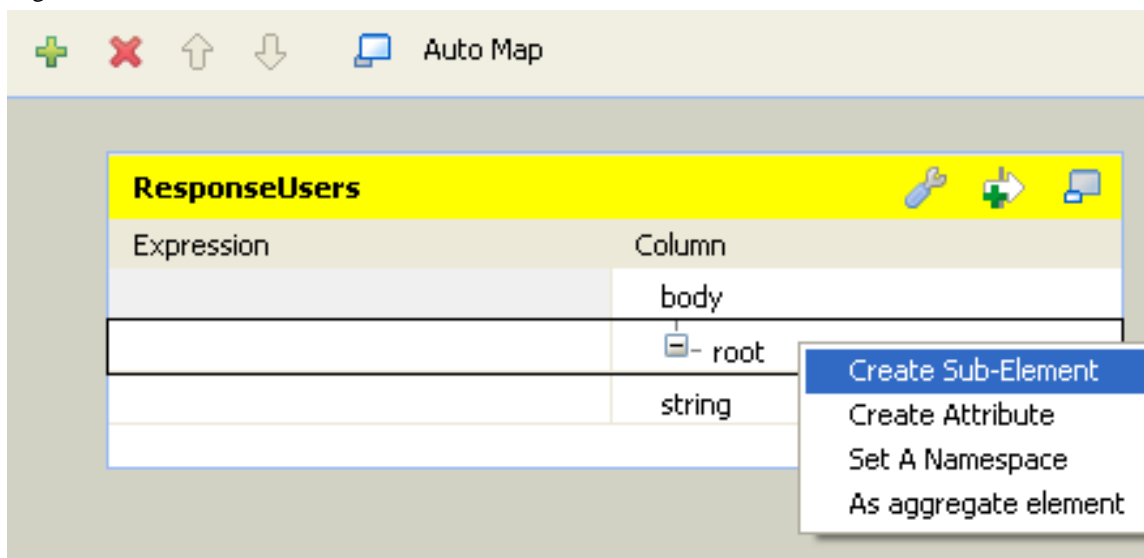 Auto Map
ResponseUsers
Expression Column
body
root
string
Create Sub-Element
Create Attribute
Set A Namespace
As aggregate element